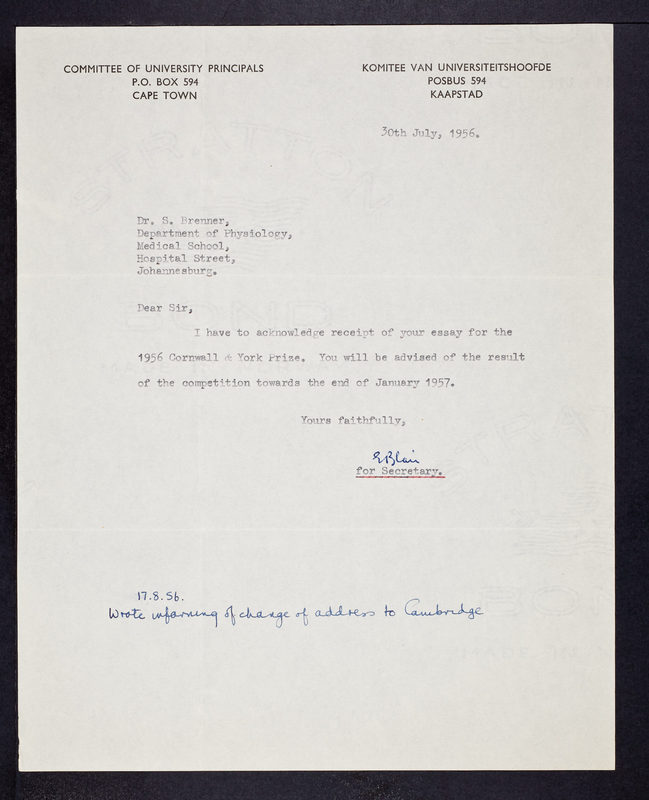 COMMITTEE OF UNIVERSITY PRINCIPALS
P.O. BOX 594
CAPE TOWN
KOMITEE VAN UNIVERSITEITSHOOFDE
POSBUS 594
KAAPSTAD
30th July, 1956.
Dr. S. Brenner,
Department of Physiology,
Medical School,
Hospital Street,
Johannesburg.
Dear Sir,
I have to acknowledge receipt of your essay for the
1956 Cornwall & York Prize. You will be advised of the result
of the competition towards the end of January 1957.
Yours faithfully,
EBlair
for Secretary.
17.8.56.
Wrote informing of change of address to Cambridge